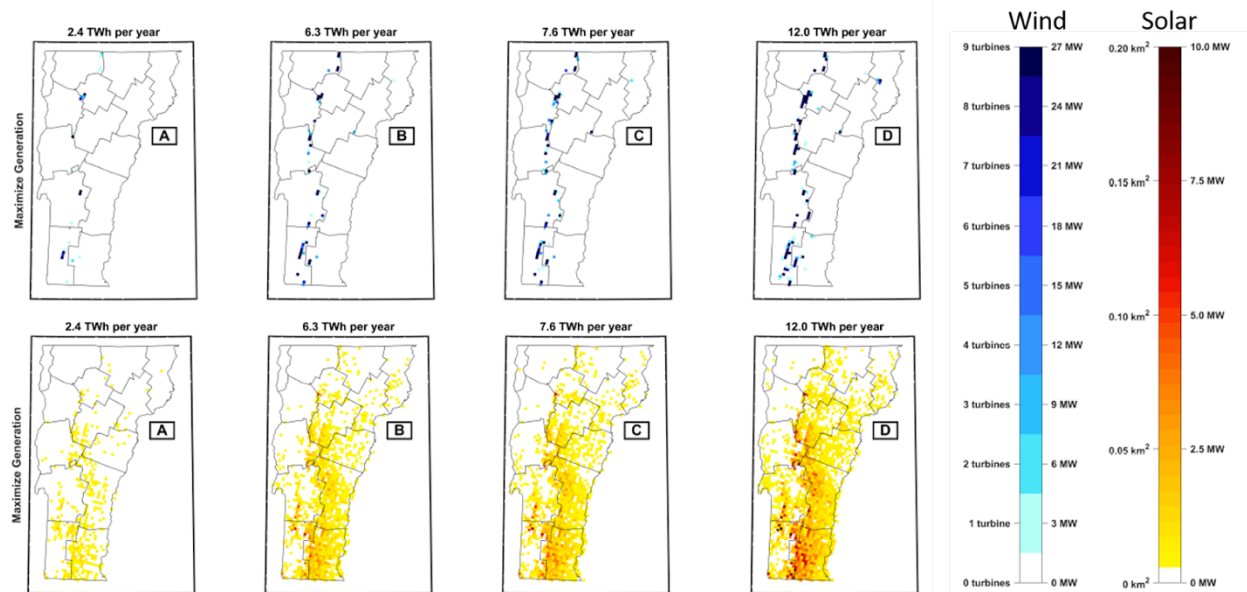 Wind Solar
2.4 TWh per year 6.3 TWh per year 7.6 TWh per year 12.0 TWh per year
Maximize Generation
A B C D
2.4 TWh per year 6.3 TWh per year 7.6 TWh per year 12.0 TWh per year
Maximize Generation
A B C D
9 turbines 27 MW
8 turbines 24 MW
7 turbines 21 MW
6 turbines 18 MW
5 turbines 15 MW
4 turbines 12 MW
3 turbines 9 MW
2 turbines 6 MW
1 turbine 3 MW
0 turbines 0 MW
0.20 km² 10.0 MW
0.15 km² 7.5 MW
0.10 km² 5.0 MW
0.05 km² 2.5 MW
0 km² 0 MW